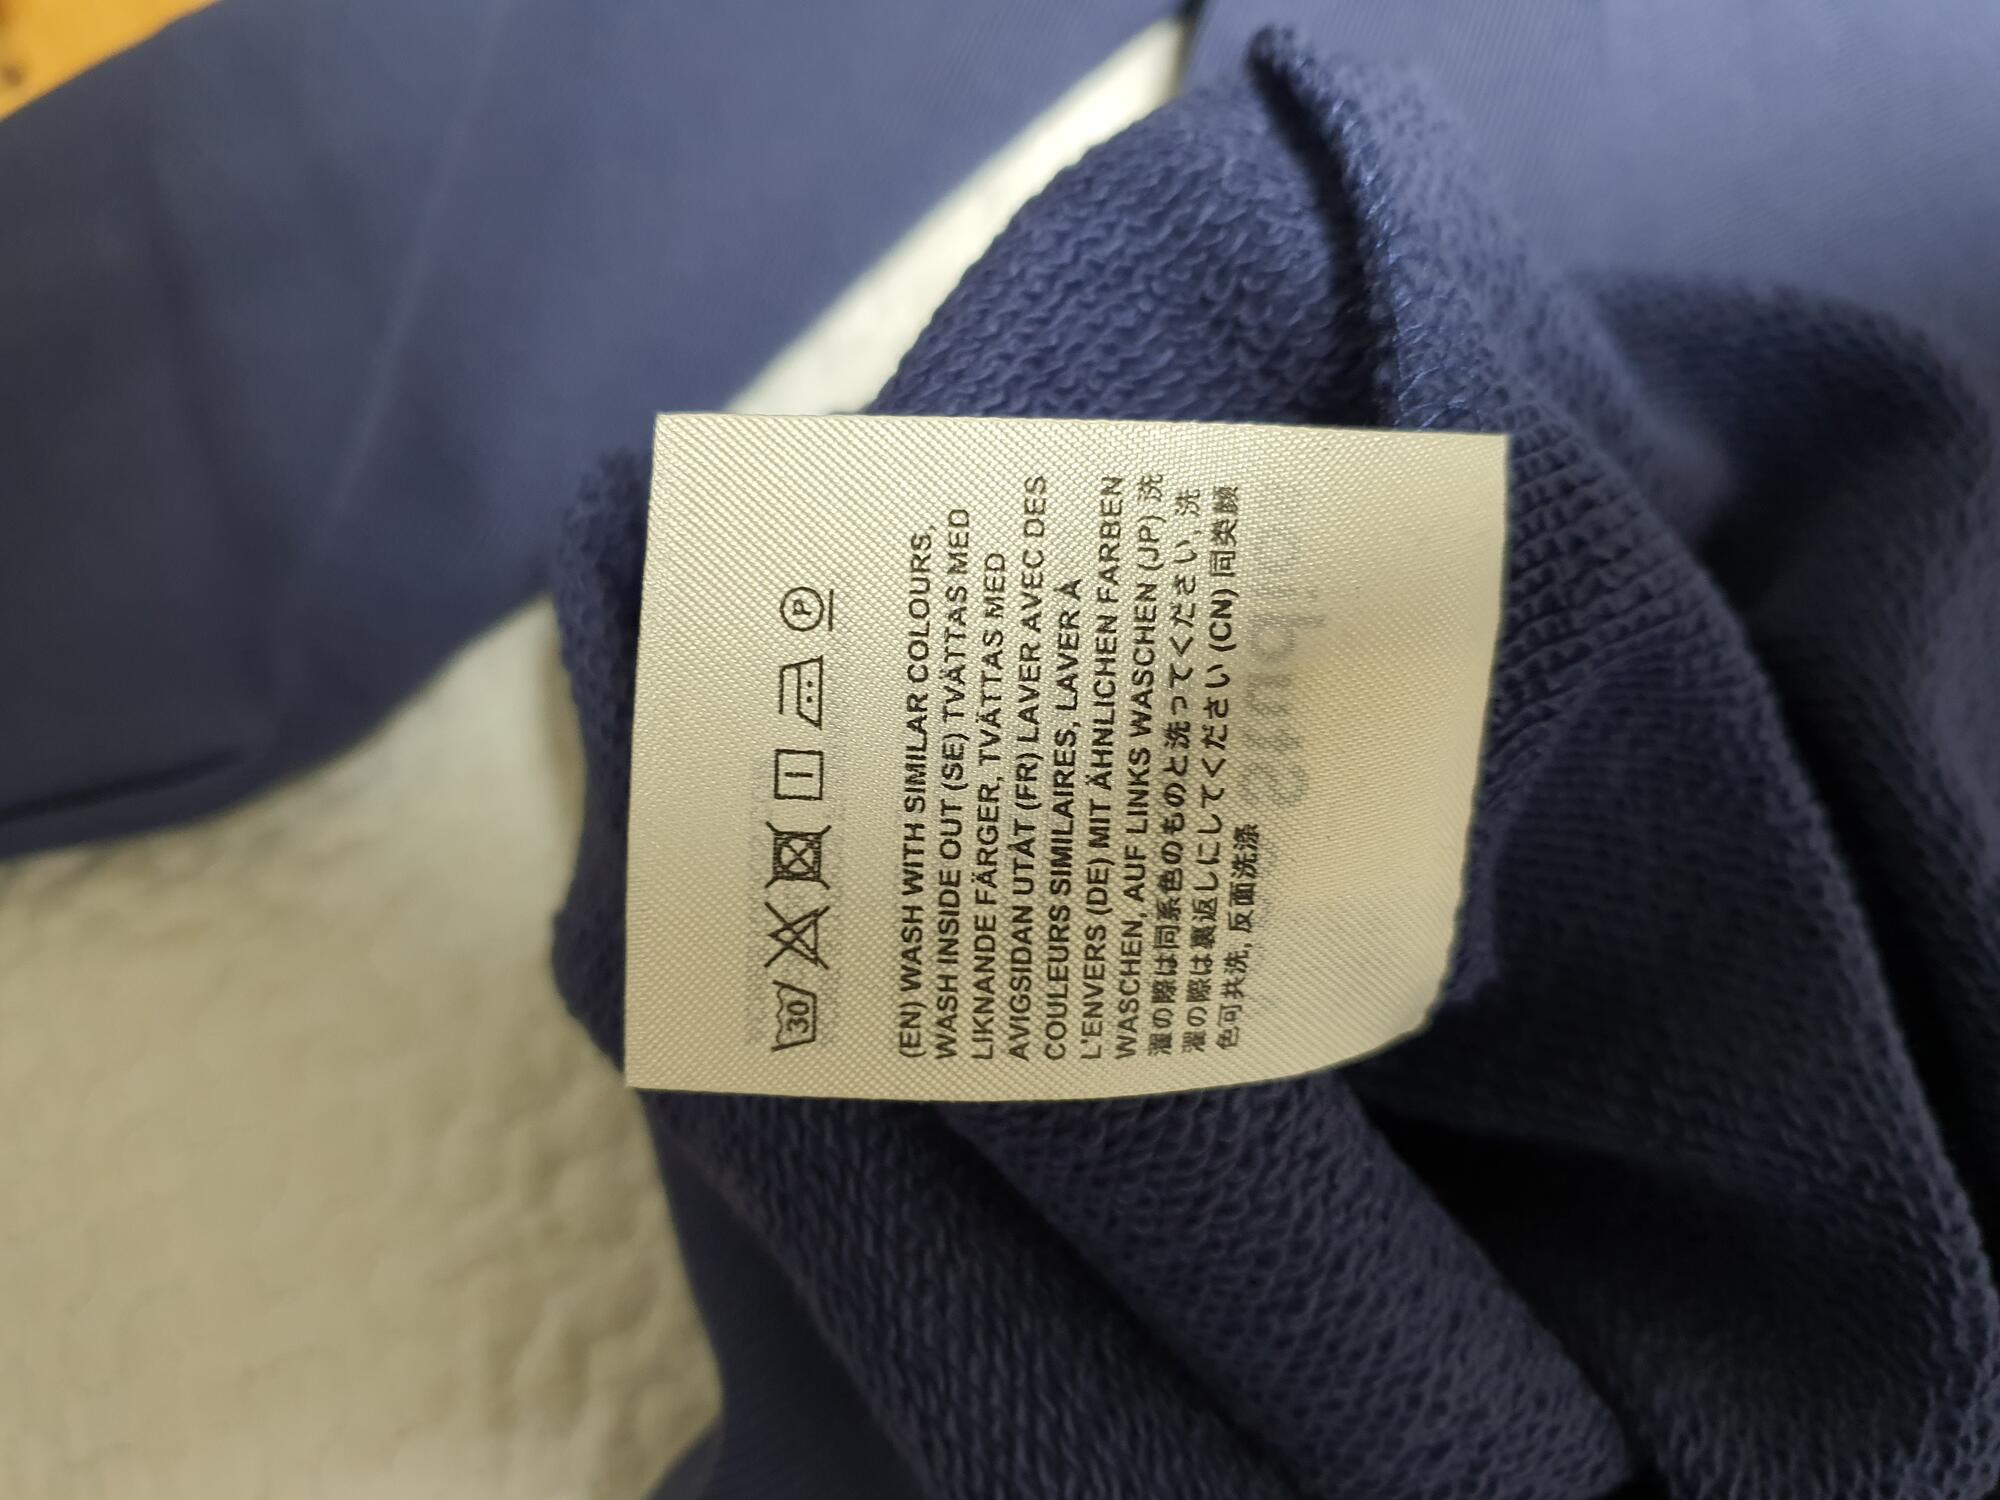 30 P
(EN) WASH WITH SIMILAR COLOURS,
WASH INSIDE OUT (SE) TVÄTTAS MED
LIKNANDE FÄRGER, TVÄTTAS MED
AVIGSIDAN UTÅT (FR) LAVER AVEC DES
COULEURS SIMILAIRES, LAVER À
L'ENVERS (DE) MIT ÄHNLICHEN FARBEN
WASCHEN, AUF LINKS WASCHEN (JP) 洗
濯の際は同系色のものと洗ってください, 洗
濯の際は裏返しにしてください (CN) 同类颜
色可共洗, 反面洗涤